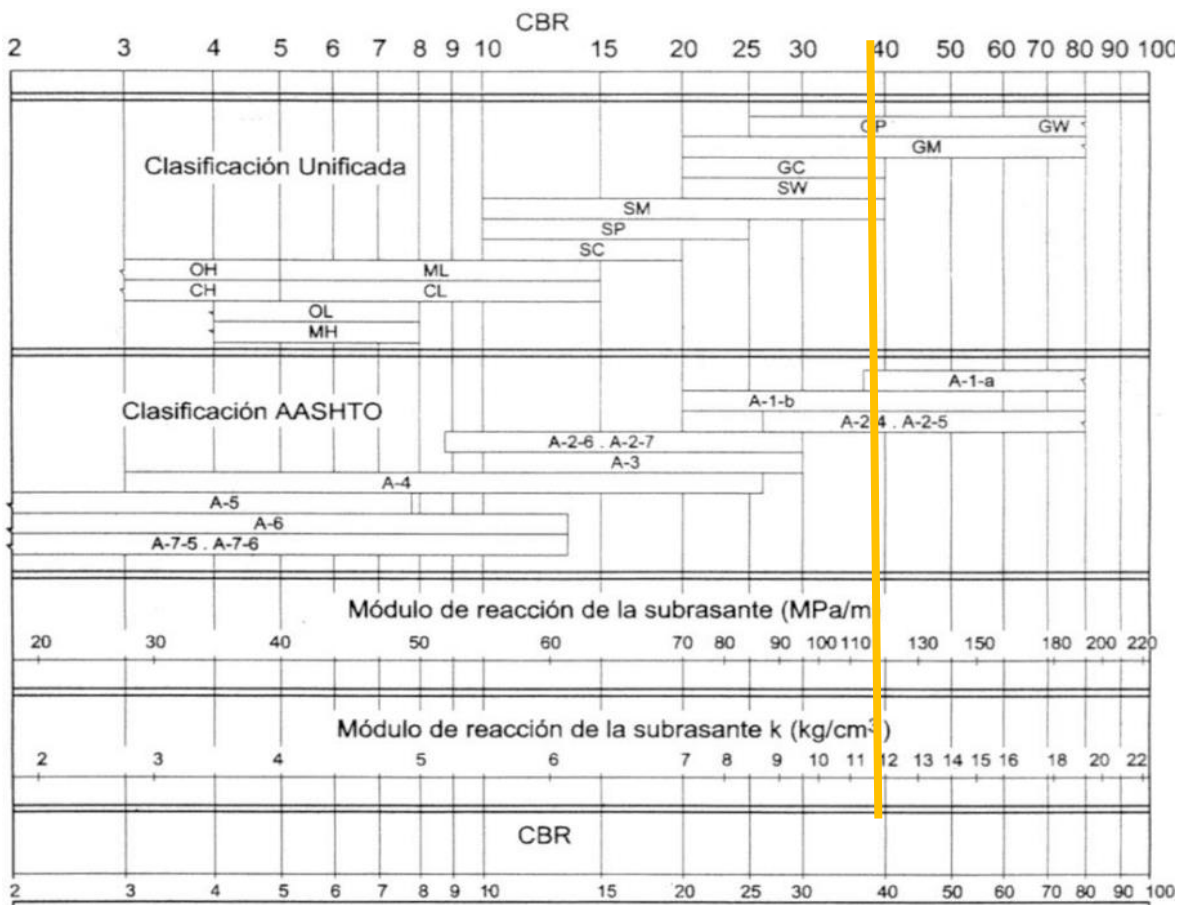 CBR
2 3 4 5 6 7 8 9 10 15 20 25 30 40 50 60 70 80 90 100
GP GW
GM
Clasificación Unificada
GC
SW
SM
SP
SC
OH ML
CH CL
OL
MH
A-1-a
A-1-b
Clasificación AASHTO
A-2-4 . A-2-5
A-2-6 . A-2-7
A-3
A-4
A-5
A-6
A-7-5 . A-7-6
Módulo de reacción de la subrasante (MPa/m
20 30 40 50 60 70 80 90 100 110 130 150 180 200 220
Módulo de reacción de la subrasante k (kg/cm³)
2 3 4 5 6 7 8 9 10 11 12 13 14 15 16 18 20 22
CBR
2 3 4 5 6 7 8 9 10 15 20 25 30 40 50 60 70 80 90 100